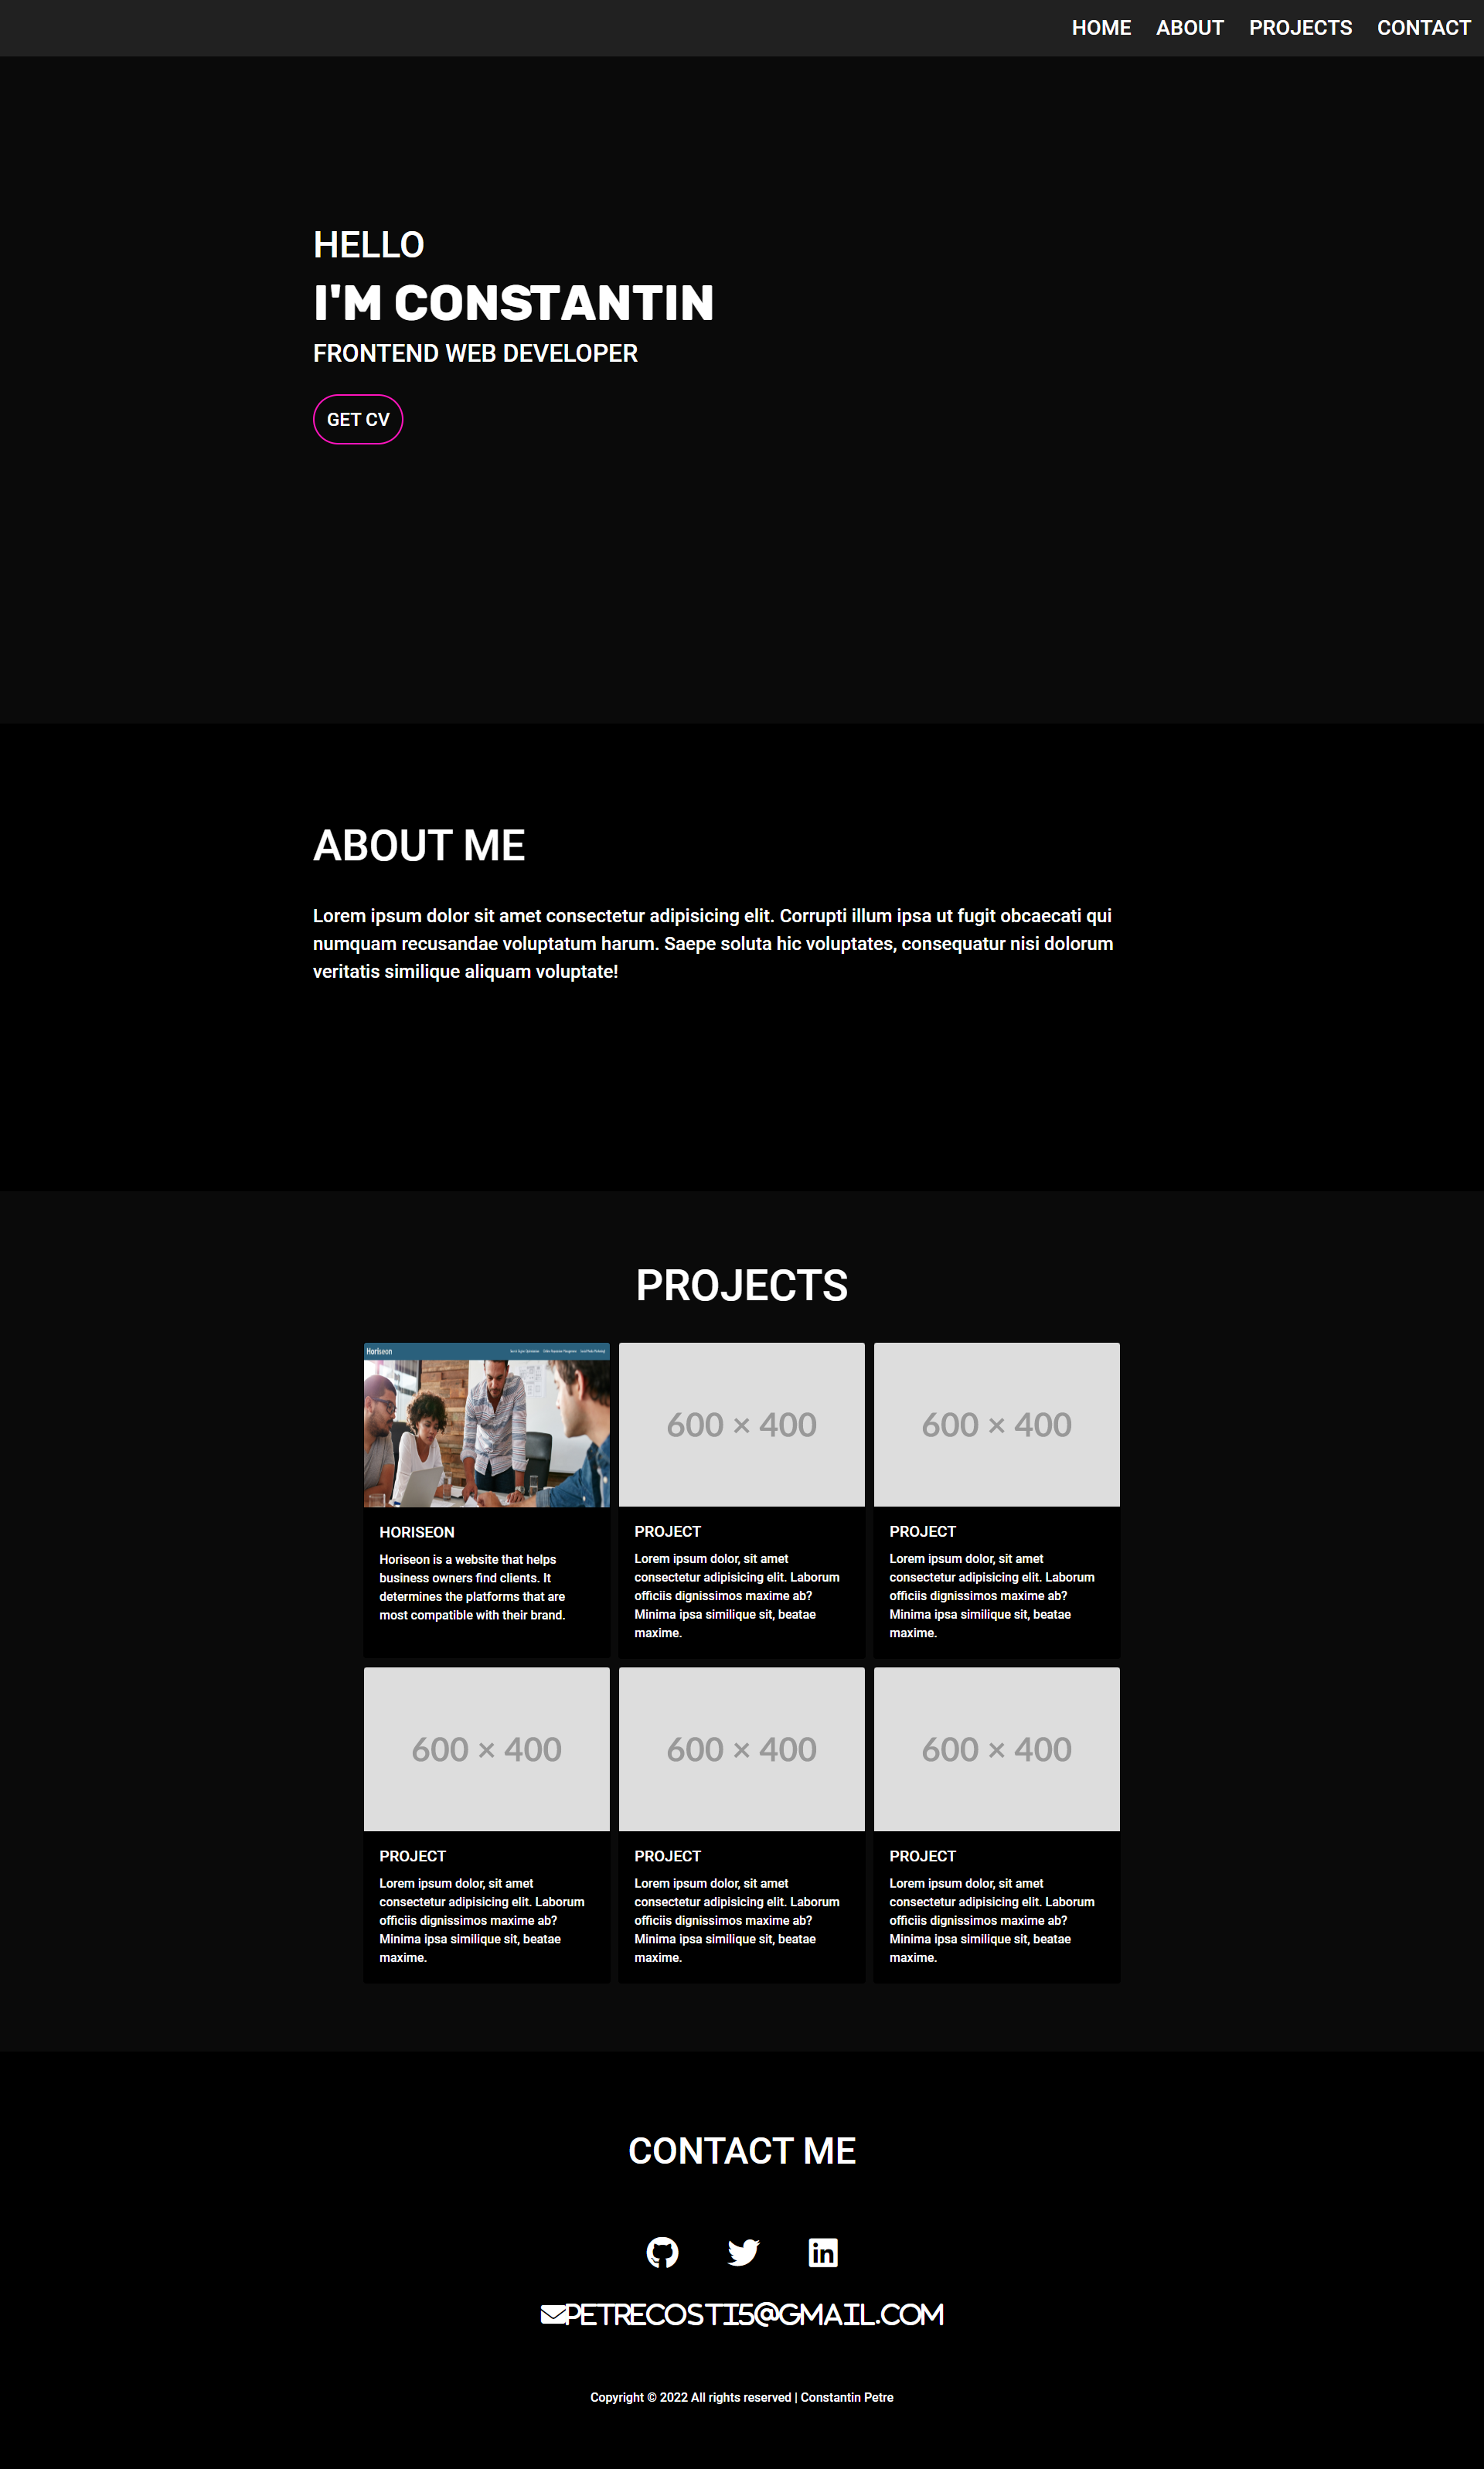 HOME ABOUT PROJECTS CONTACT
HELLO
I'M CONSTANTIN
FRONTEND WEB DEVELOPER
GET CV
ABOUT ME
Lorem ipsum dolor sit amet consectetur adipisicing elit. Corrupti illum ipsa ut fugit obcaecati qui
numquam recusandae voluptatum harum. Saepe soluta hic voluptates, consequatur nisi dolorum
veritatis similique aliquam voluptate!
PROJECTS
Horiseon
HORISEON
Horiseon is a website that helps
business owners find clients. It
determines the platforms that are
most compatible with their brand.
600 × 400
PROJECT
Lorem ipsum dolor, sit amet
consectetur adipisicing elit. Laborum
officiis dignissimos maxime ab?
Minima ipsa similique sit, beatae
maxime.
600 × 400
PROJECT
Lorem ipsum dolor, sit amet
consectetur adipisicing elit. Laborum
officiis dignissimos maxime ab?
Minima ipsa similique sit, beatae
maxime.
600 × 400
PROJECT
Lorem ipsum dolor, sit amet
consectetur adipisicing elit. Laborum
officiis dignissimos maxime ab?
Minima ipsa similique sit, beatae
maxime.
600 × 400
PROJECT
Lorem ipsum dolor, sit amet
consectetur adipisicing elit. Laborum
officiis dignissimos maxime ab?
Minima ipsa similique sit, beatae
maxime.
600 × 400
PROJECT
Lorem ipsum dolor, sit amet
consectetur adipisicing elit. Laborum
officiis dignissimos maxime ab?
Minima ipsa similique sit, beatae
maxime.
CONTACT ME
PETRECOSTI5@GMAIL.COM
Copyright © 2022 All rights reserved | Constantin Petre